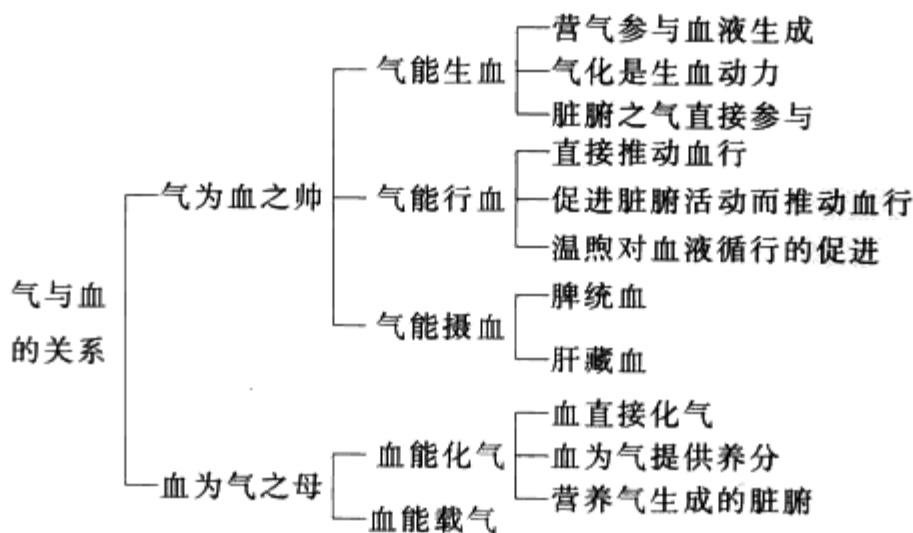 营气参与血液生成
气能生血
气化是生血动力
脏腑之气直接参与
直接推动血行
气为血之帅
气能行血
促进脏腑活动而推动血行
温煦对血液循行的促进
气与血
的关系
脾统血
气能摄血
肝藏血
血直接化气
血能化气
血为气提供养分
血为气之母
营养气生成的脏腑
血能载气